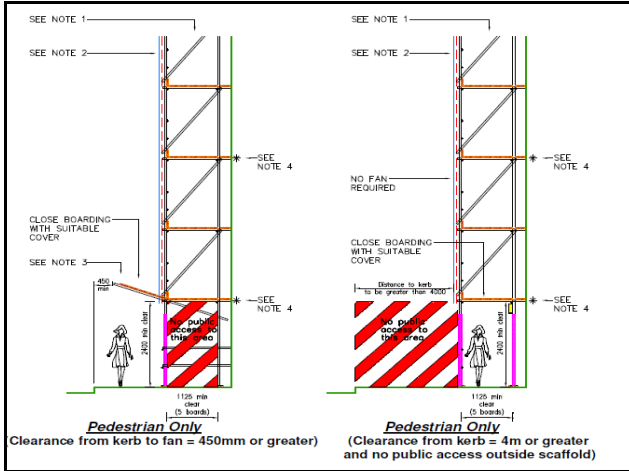 SEE NOTE 1
SEE NOTE 2
SEE
NOTE 4
CLOSE BOARDING
WITH SUITABLE
COVER
SEE NOTE 3
450
min
SEE
NOTE 4
No public
access to
this area
2400 min clear
1125 min
clear
(5 boards)
Pedestrian Only
(Clearance from kerb to fan = 450mm or greater)
SEE NOTE 1
SEE NOTE 2
SEE
NOTE 4
NO FAN
REQUIRED
CLOSE BOARDING
WITH SUITABLE
COVER
Distance to kerb
to be greater than 4000
SEE
NOTE 4
No public
access to
this area
2400 min clear
1125 min
clear
(5 boards)
Pedestrian Only
(Clearance from kerb = 4m or greater
and no public access outside scaffold)